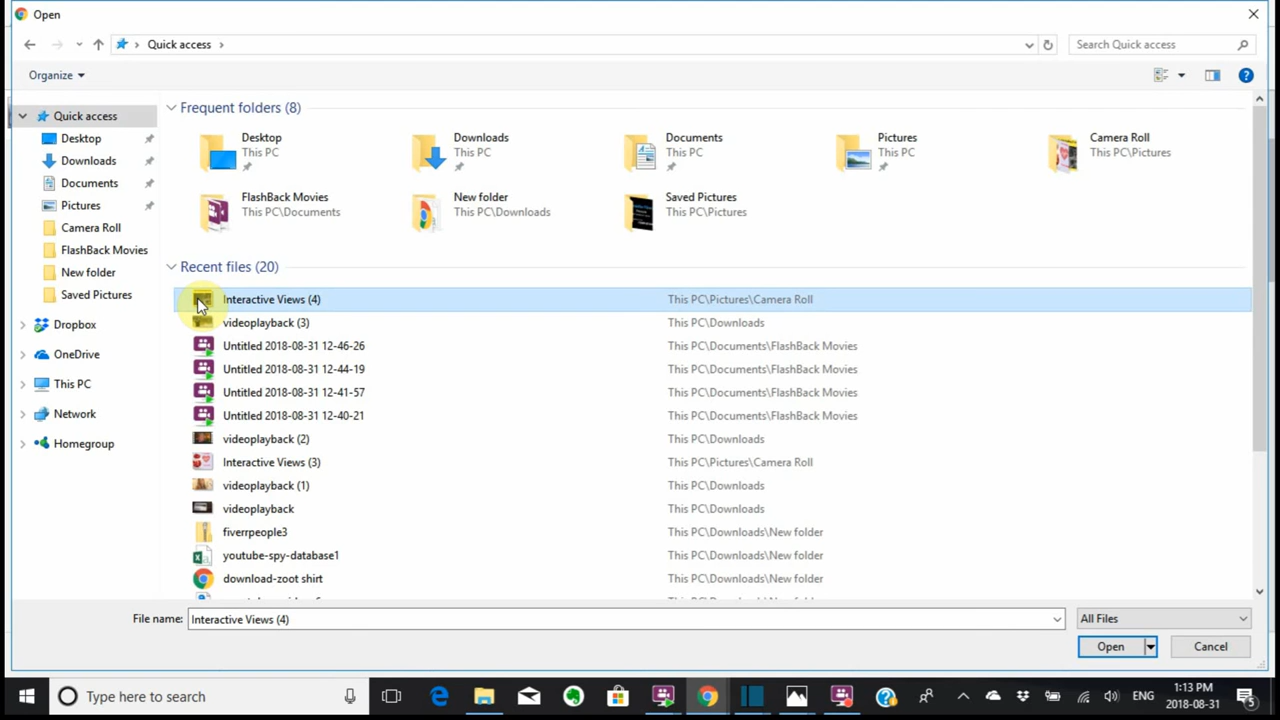 Open
Quick access
Search Quick access
Organize
Quick access
Desktop
Downloads
Documents
Pictures
Camera Roll
FlashBack Movies
New folder
Saved Pictures
Dropbox
OneDrive
This PC
Network
Homegroup
Frequent folders (8)
Desktop
This PC
Downloads
This PC
Documents
This PC
Pictures
This PC
Camera Roll
This PC\Pictures
FlashBack Movies
This PC\Documents
New folder
This PC\Downloads
Saved Pictures
This PC\Pictures
Recent files (20)
Interactive Views (4) This PC\Pictures\Camera Roll
videoplayback (3) This PC\Downloads
Untitled 2018-08-31 12-46-26 This PC\Documents\FlashBack Movies
Untitled 2018-08-31 12-44-19 This PC\Documents\FlashBack Movies
Untitled 2018-08-31 12-41-57 This PC\Documents\FlashBack Movies
Untitled 2018-08-31 12-40-21 This PC\Documents\FlashBack Movies
videoplayback (2) This PC\Downloads
Interactive Views (3) This PC\Pictures\Camera Roll
videoplayback (1) This PC\Downloads
videoplayback This PC\Downloads
fiverrpeople3 This PC\Downloads\New folder
youtube-spy-database1 This PC\Downloads\New folder
download-zoot shirt This PC\Downloads\New folder
File name: Interactive Views (4) All Files
Open Cancel
Type here to search
ENG
1:13 PM
2018-08-31
5